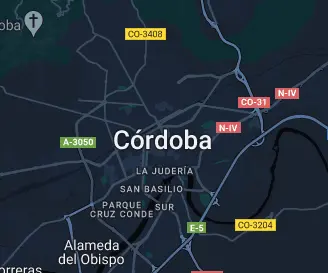 oba
CO-3408
N-IV
CO-31
N-IV
A-3050
Córdoba
LA JUDERÍA
SAN BASILIO
PARQUE
CRUZ CONDE
SUR
E-5
CO-3204
Alameda
del Obispo
orreras